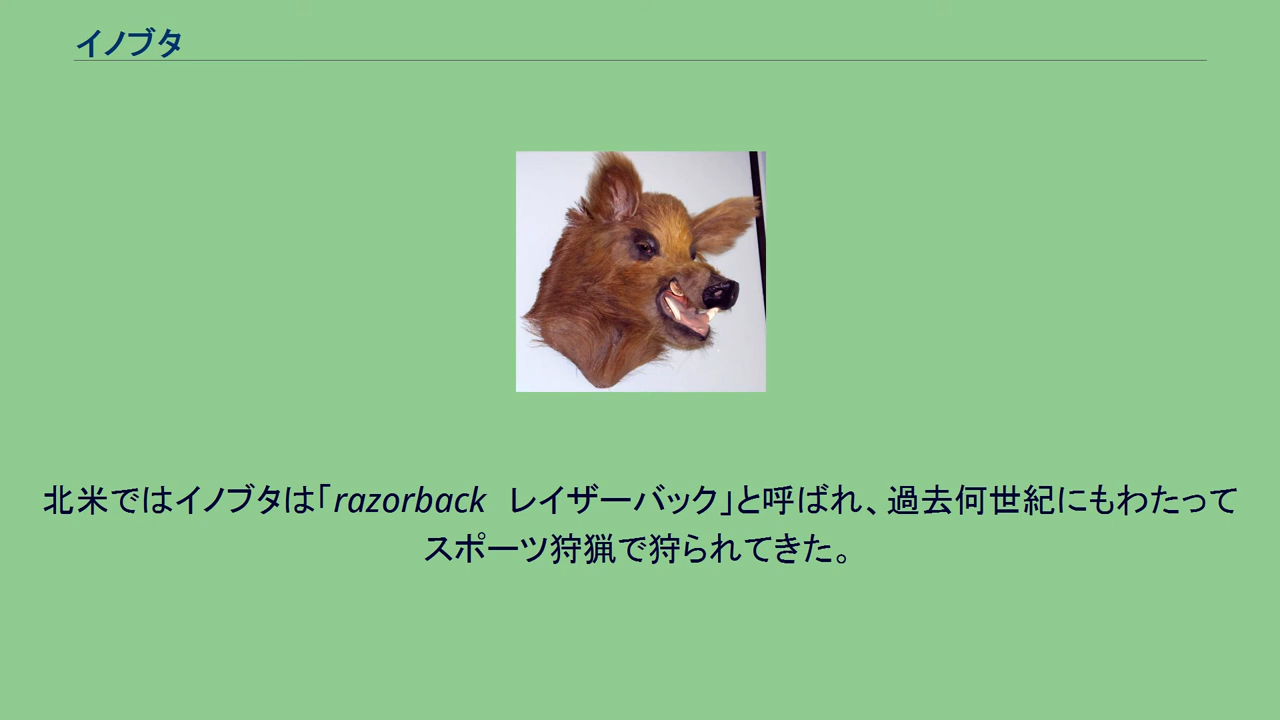 イノブタ
北米ではイノブタは「razorback　レイザーバック」と呼ばれ、過去何世紀にもわたって
スポーツ狩猟で狩られてきた。